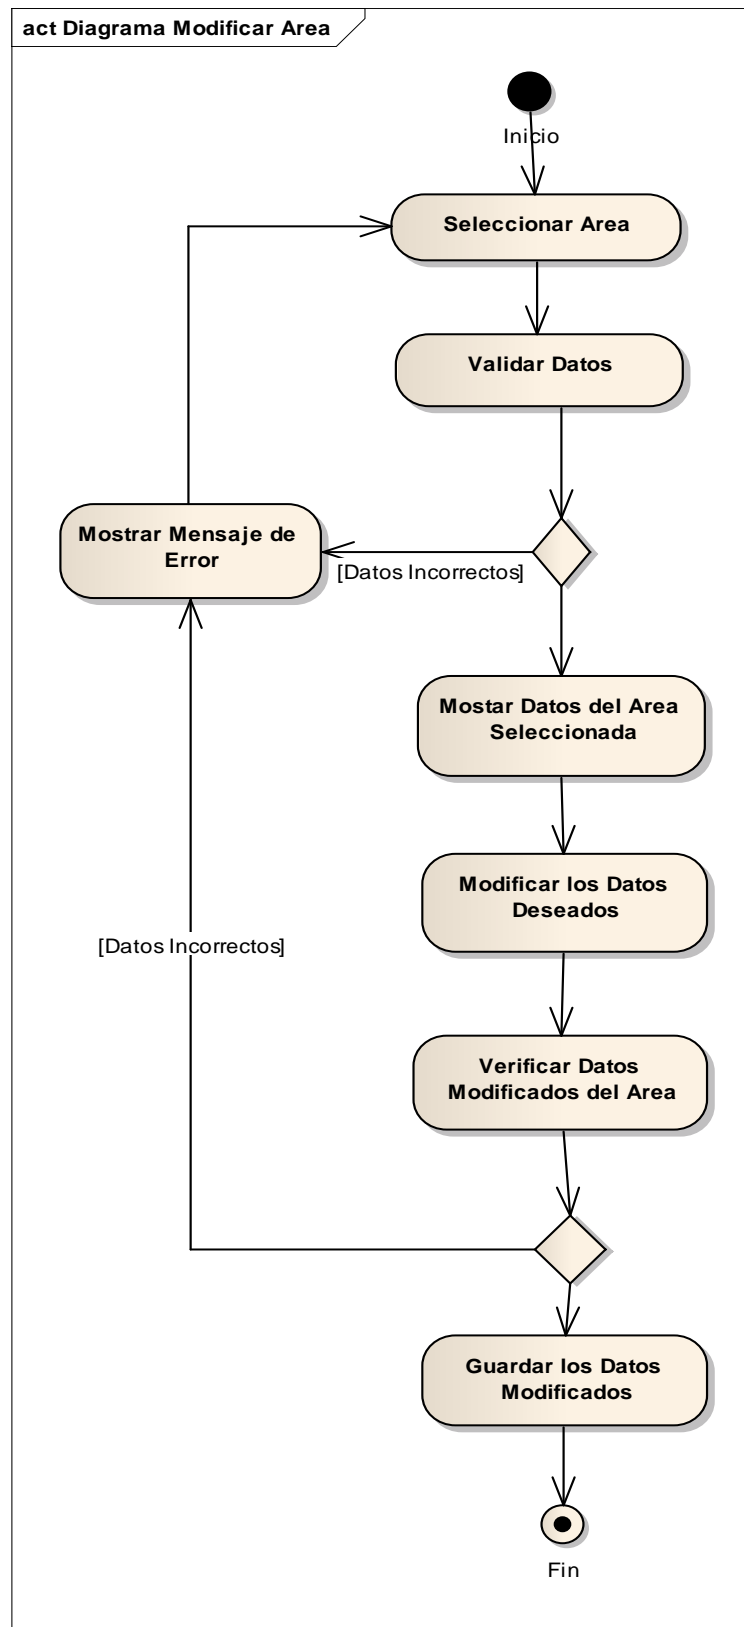 act Diagrama Modificar Area
Inicio
Seleccionar Area
Validar Datos
Mostrar Mensaje de
Error
[Datos Incorrectos]
Mostar Datos del Area
Seleccionada
Modificar los Datos
Deseados
[Datos Incorrectos]
Verificar Datos
Modificados del Area
Guardar los Datos
Modificados
Fin